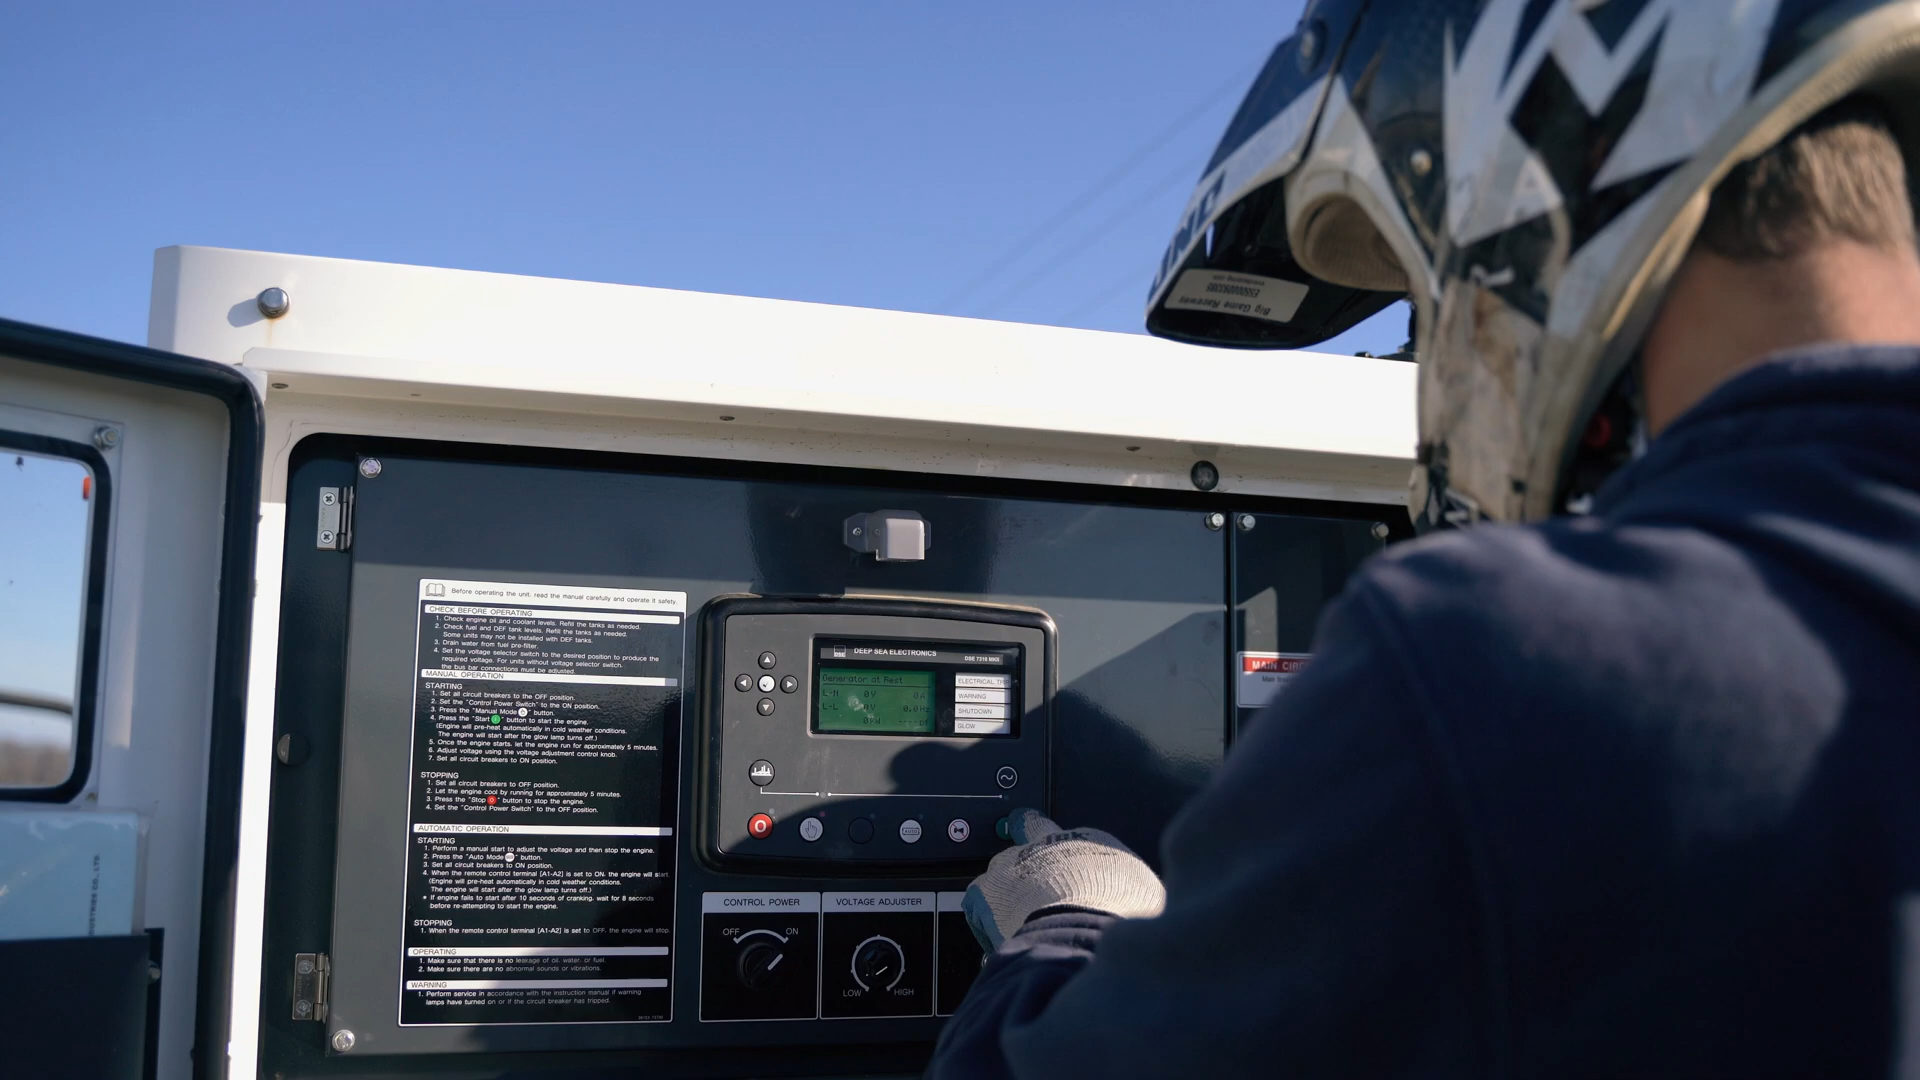 Before operating the unit, read the manual carefully and operate it safely.
CHECK BEFORE OPERATING
1. Check engine oil and coolant levels. Refill the tanks as needed.
2. Check fuel and DEF tank levels. Refill the tanks as needed.
Some units may not be installed with DEF tanks.
3. Drain water from fuel pre-filter.
4. Set the voltage selector switch to the desired position to produce the
required voltage. For units without voltage selector switch,
the bus bar connections must be adjusted.
MANUAL OPERATION
STARTING
1. Set all circuit breakers to the OFF position.
2. Set the "Control Power Switch" to the ON position.
3. Press the "Manual Mode" button.
4. Press the "Start" button to start the engine.
(Engine will pre-heat automatically in cold weather conditions.
The engine will start after the glow lamp turns off.)
5. Once the engine starts, let the engine run for approximately 5 minutes.
6. Adjust voltage using the voltage adjustment control knob.
7. Set all circuit breakers to ON position.
STOPPING
1. Set all circuit breakers to OFF position.
2. Let the engine cool by running for approximately 5 minutes.
3. Press the "Stop" button to stop the engine.
4. Set the "Control Power Switch" to the OFF position.
AUTOMATIC OPERATION
STARTING
1. Perform a manual start to adjust the voltage and then stop the engine.
2. Press the "Auto Mode" button.
3. Set all circuit breakers to ON position.
4. When the remote control terminal [A1-A2] is set to ON, the engine will start.
(Engine will pre-heat automatically in cold weather conditions.
The engine will start after the glow lamp turns off.)
* If engine fails to start after 10 seconds of cranking, wait for 8 seconds
before re-attempting to start the engine.
STOPPING
1. When the remote control terminal [A1-A2] is set to OFF, the engine will stop.
OPERATING
1. Make sure that there is no leakage of oil, water, or fuel.
2. Make sure there are no abnormal sounds or vibrations.
WARNING
1. Perform service in accordance with the instruction manual if warning
lamps have turned on or if the circuit breaker has tripped.
DSE DEEP SEA ELECTRONICS
DSE 7310 MKII
Generator at Rest
L-N 0V 0A
L-L 0V 0.0Hz
0kW ---pf
ELECTRICAL TRIP
WARNING
SHUTDOWN
GLOW
AUTO
CONTROL POWER
OFF ON
VOLTAGE ADJUSTER
LOW HIGH
MAIN CIRC
Big Game Raceway
USTRIES CO., LTD.